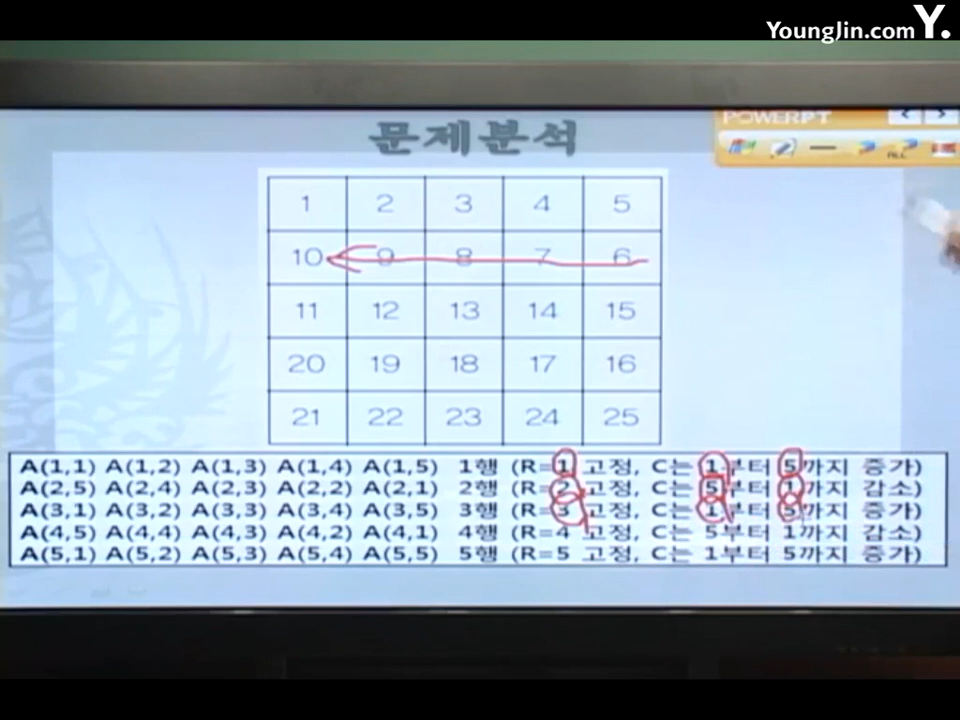 YoungJin.com Y.
POWERPT
문제분석
1 2 3 4 5
10 9 8 7 6
11 12 13 14 15
20 19 18 17 16
21 22 23 24 25
A(1,1) A(1,2) A(1,3) A(1,4) A(1,5) 1행 (R=1 고정, C는 1부터 5까지 증가)
A(2,5) A(2,4) A(2,3) A(2,2) A(2,1) 2행 (R=2 고정, C는 5부터 1까지 감소)
A(3,1) A(3,2) A(3,3) A(3,4) A(3,5) 3행 (R=3 고정, C는 1부터 5까지 증가)
A(4,5) A(4,4) A(4,3) A(4,2) A(4,1) 4행 (R=4 고정, C는 5부터 1까지 감소)
A(5,1) A(5,2) A(5,3) A(5,4) A(5,5) 5행 (R=5 고정, C는 1부터 5까지 증가)